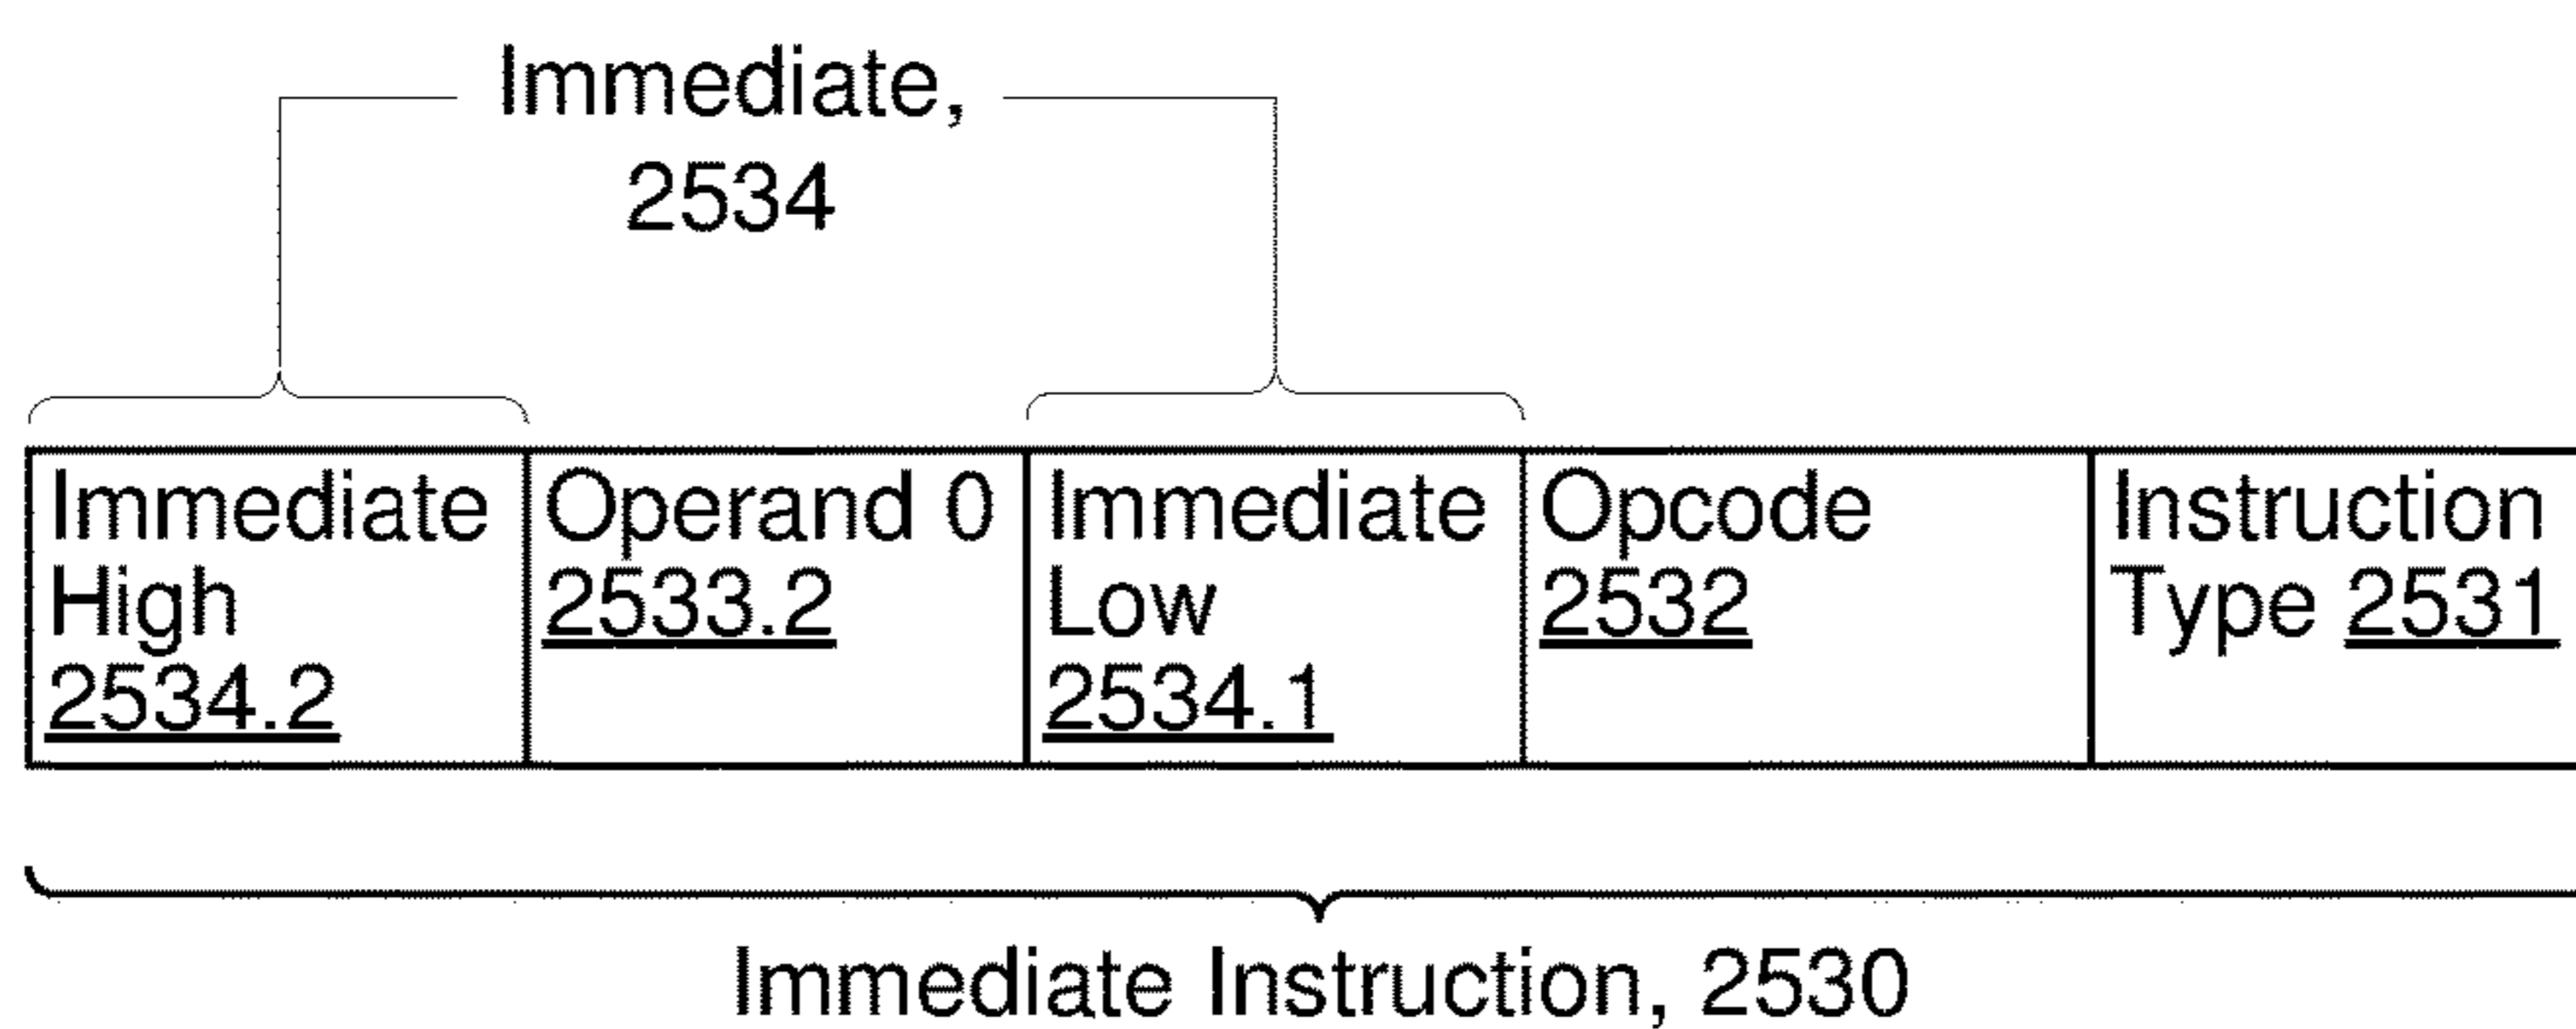 Immediate,
2534
Immediate
High
2534.2
Operand 0
2533.2
Immediate
Low
2534.1
Opcode
2532
Instruction
Type 2531
Immediate Instruction, 2530